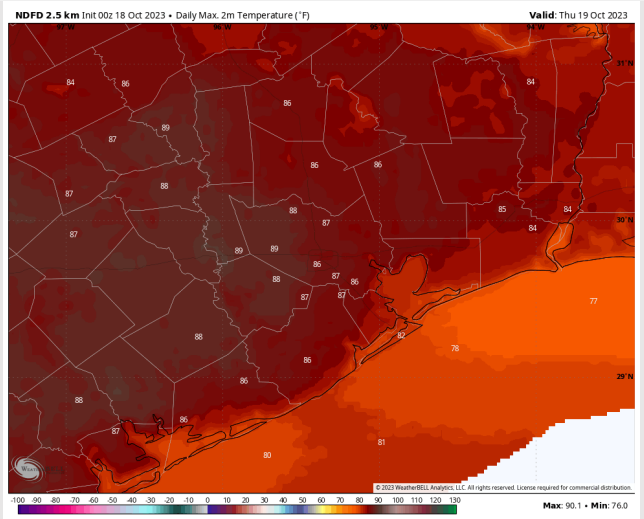 NDFD 2.5 km Init 00z 18 Oct 2023 • Daily Max. 2m Temperature (°F) Valid: Thu 19 Oct 2023
97°W 96°W 95°W 94°W
31°N
84 86 86 84
89
87
86 86
88
87
88 85 84
87 30°N
87 84
89 89
86
88 87 86
87 87
77
88 82
78
86
86 29°N
88
86
87
81
80
© 2023 WeatherBELL Analytics, LLC. All rights reserved. License required for commercial distribution.
-100 -90 -80 -70 -60 -50 -40 -30 -20 -10 0 10 20 30 40 50 60 70 80 90 100 110 120 130
Max: 90.1 • Min: 76.0